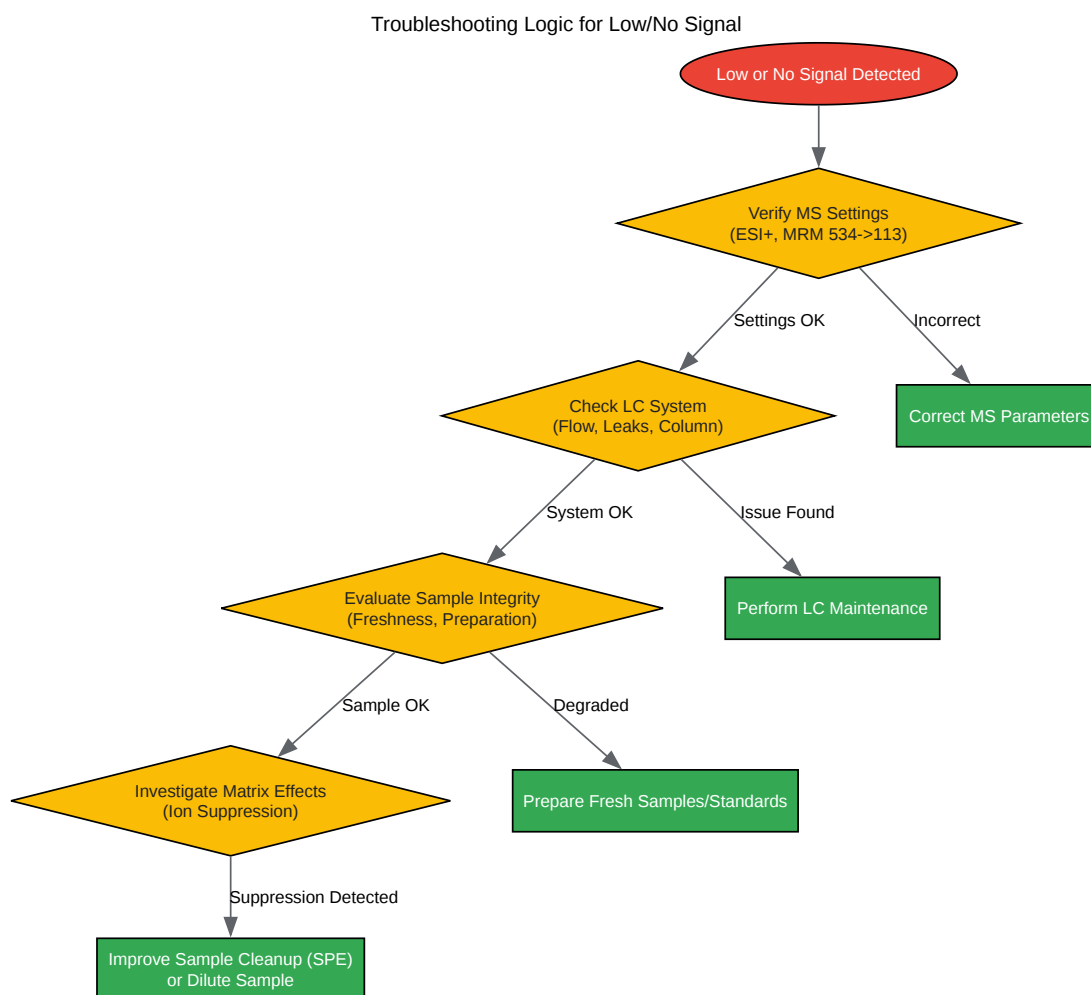 Troubleshooting Logic for Low/No Signal
Low or No Signal Detected
Verify MS Settings
(ESI+, MRM 534->113)
Settings OK
Incorrect
Check LC System
(Flow, Leaks, Column)
Correct MS Parameters
System OK
Issue Found
Evaluate Sample Integrity
(Freshness, Preparation)
Perform LC Maintenance
Sample OK
Degraded
Investigate Matrix Effects
(Ion Suppression)
Prepare Fresh Samples/Standards
Suppression Detected
Improve Sample Cleanup (SPE)
or Dilute Sample